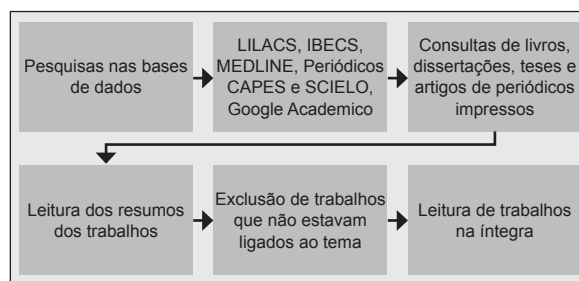 Pesquisas nas bases
de dados
LILACS, IBECS,
MEDLINE, Periódicos
CAPES e SCIELO,
Google Academico
Consultas de livros,
dissertações, teses e
artigos de periódicos
impressos
Leitura dos resumos
dos trabalhos
Exclusão de trabalhos
que não estavam
ligados ao tema
Leitura de trabalhos
na íntegra